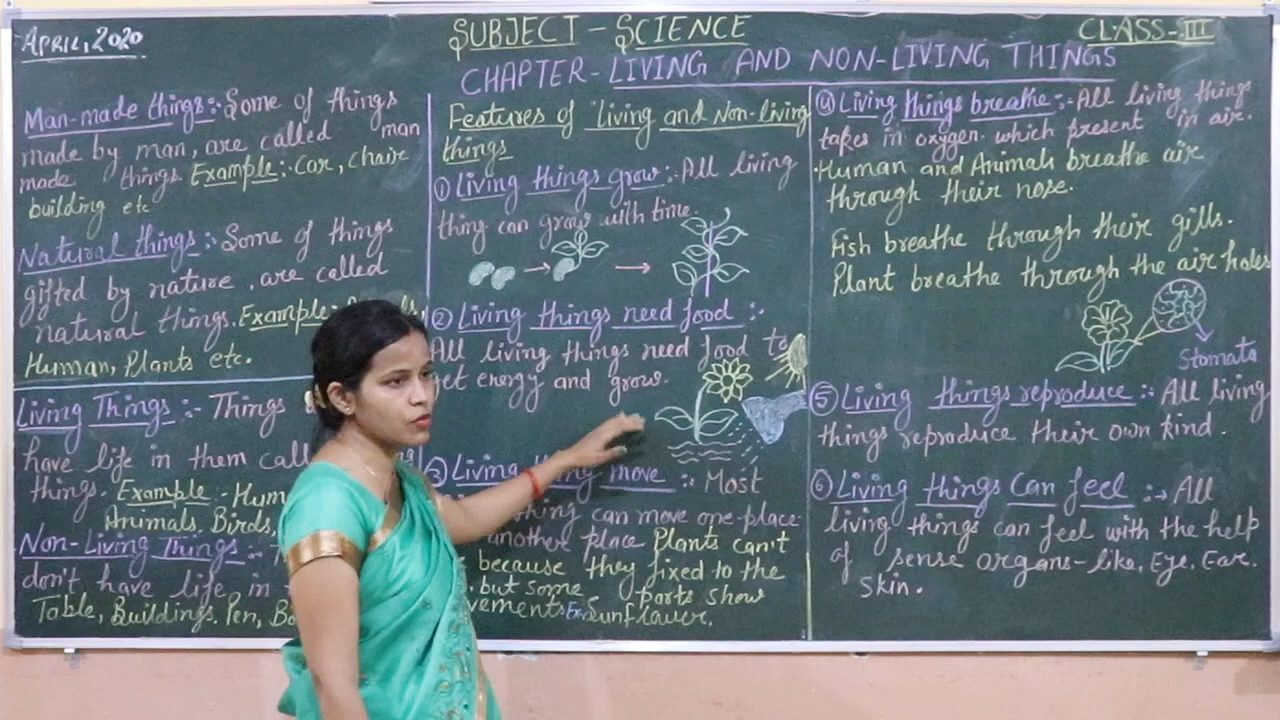 APRIL, 2020
SUBJECT - SCIENCE
CLASS-III
CHAPTER- LIVING AND NON-LIVING THINGS
Man-made things:- Some of things
made by man, are called man
made things Example:- car, chair
building etc
Natural things:- Some of things
gifted by nature, are called
natural things. Example:-
Human, Plants etc.
Living Things:- Things
have life in them
things. Example:-
Animals. Birds,
Non-Living Things:-
don't have life in
Table, Buildings, Pen,
Features of living and Non-living
things
① Living things grow:- All living
thing can grow with time.
② Living things need food:-
All living things need food to
get energy and grow.
③ Living thing move:- Most
thing can move one-place
another place Plants can't
because they fixed to the
but some parts show
Ex- Sunflower.
④ Living things breathe:- All living things
takes in oxygen. which present in air.
·Human and Animals breathe air
through their nose.
Fish breathe through their gills.
Plant breathe through the air holes
Stomata
⑤ Living things reproduce:- All living
things reproduce their own kind.
⑥ Living things Can feel:- All
living things can feel with the help
of sense organs-like, Eye, Ear.
Skin.